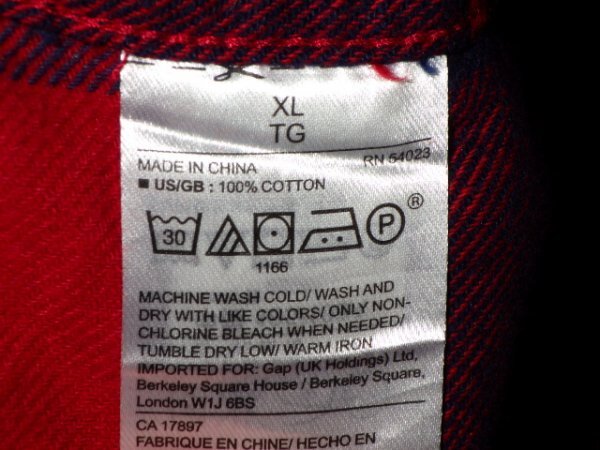 XL
TG
RN 54023
MADE IN CHINA
US/GB : 100% COTTON
30 P ®
1166
MACHINE WASH COLD/ WASH AND
DRY WITH LIKE COLORS/ ONLY NON-
CHLORINE BLEACH WHEN NEEDED/
TUMBLE DRY LOW/ WARM IRON
IMPORTED FOR: Gap (UK Holdings) Ltd,
Berkeley Square House / Berkeley Square,
London W1J 6BS
CA 17897
FABRIQUE EN CHINE/ HECHO EN